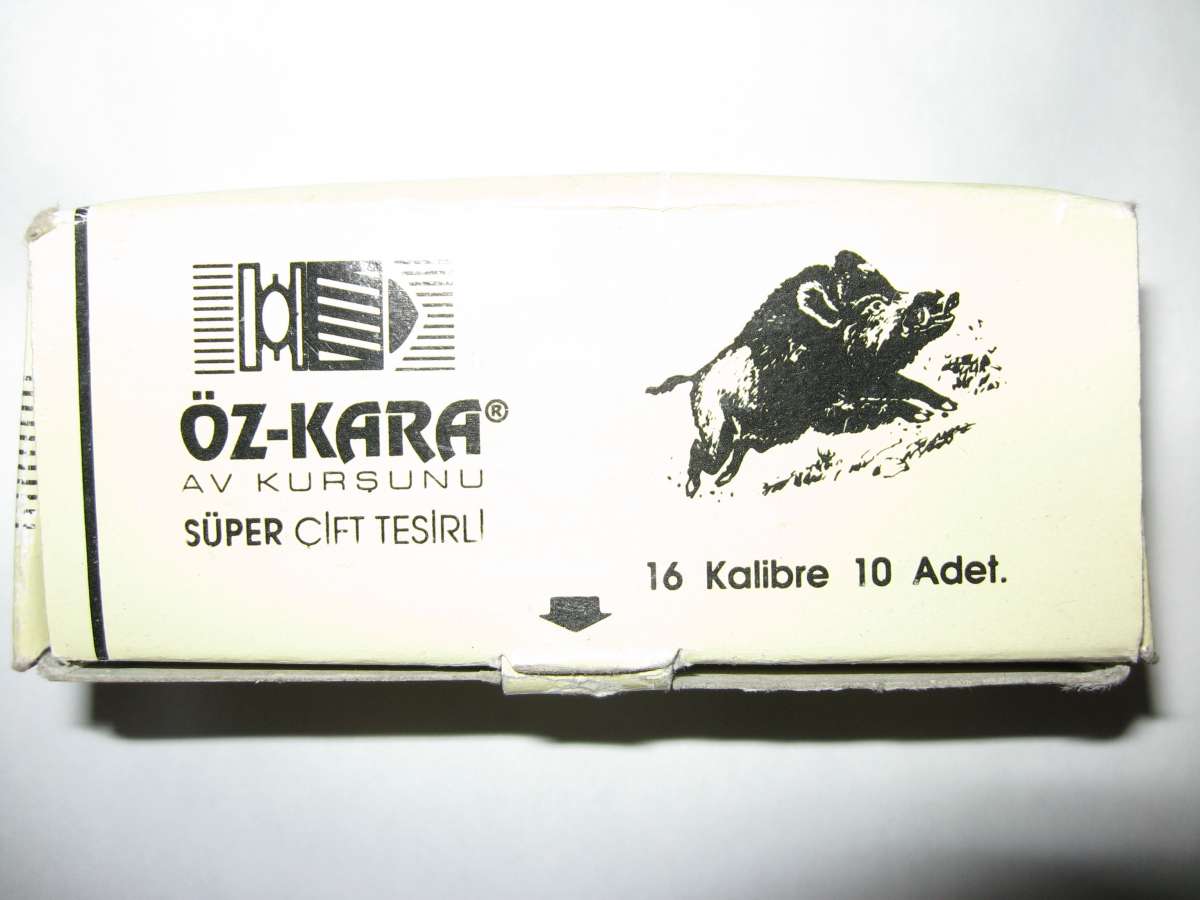 ÖZ-KARA®
AV KURŞUNU
SÜPER ÇİFT TESİRLİ
16 Kalibre 10 Adet.